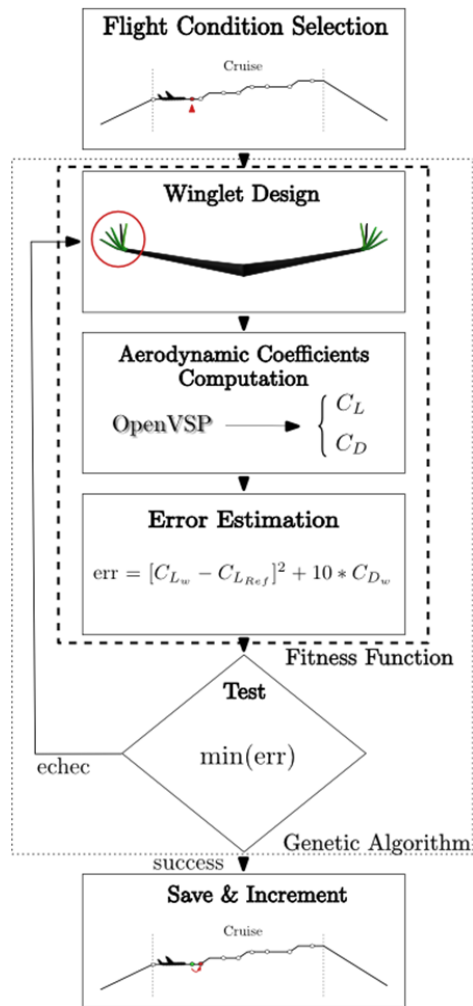 Flight Condition Selection
Cruise
Winglet Design
Aerodynamic Coefficients
Computation
OpenVSP
C_L
C_D
Error Estimation
err = [C_{L_w} − C_{L_{Ref}}]^2 + 10 * C_{D_w}
Fitness Function
Test
min(err)
echec
Genetic Algorithm
success
Save & Increment
Cruise